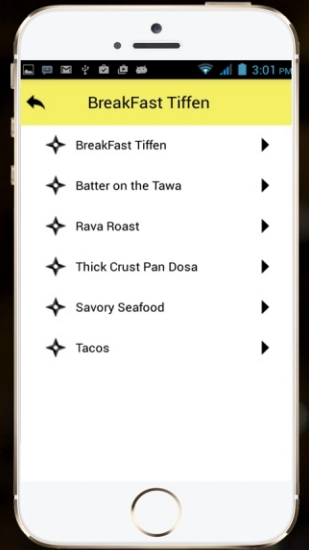 3:01 PM
BreakFast Tiffen
BreakFast Tiffen
Batter on the Tawa
Rava Roast
Thick Crust Pan Dosa
Savory Seafood
Tacos